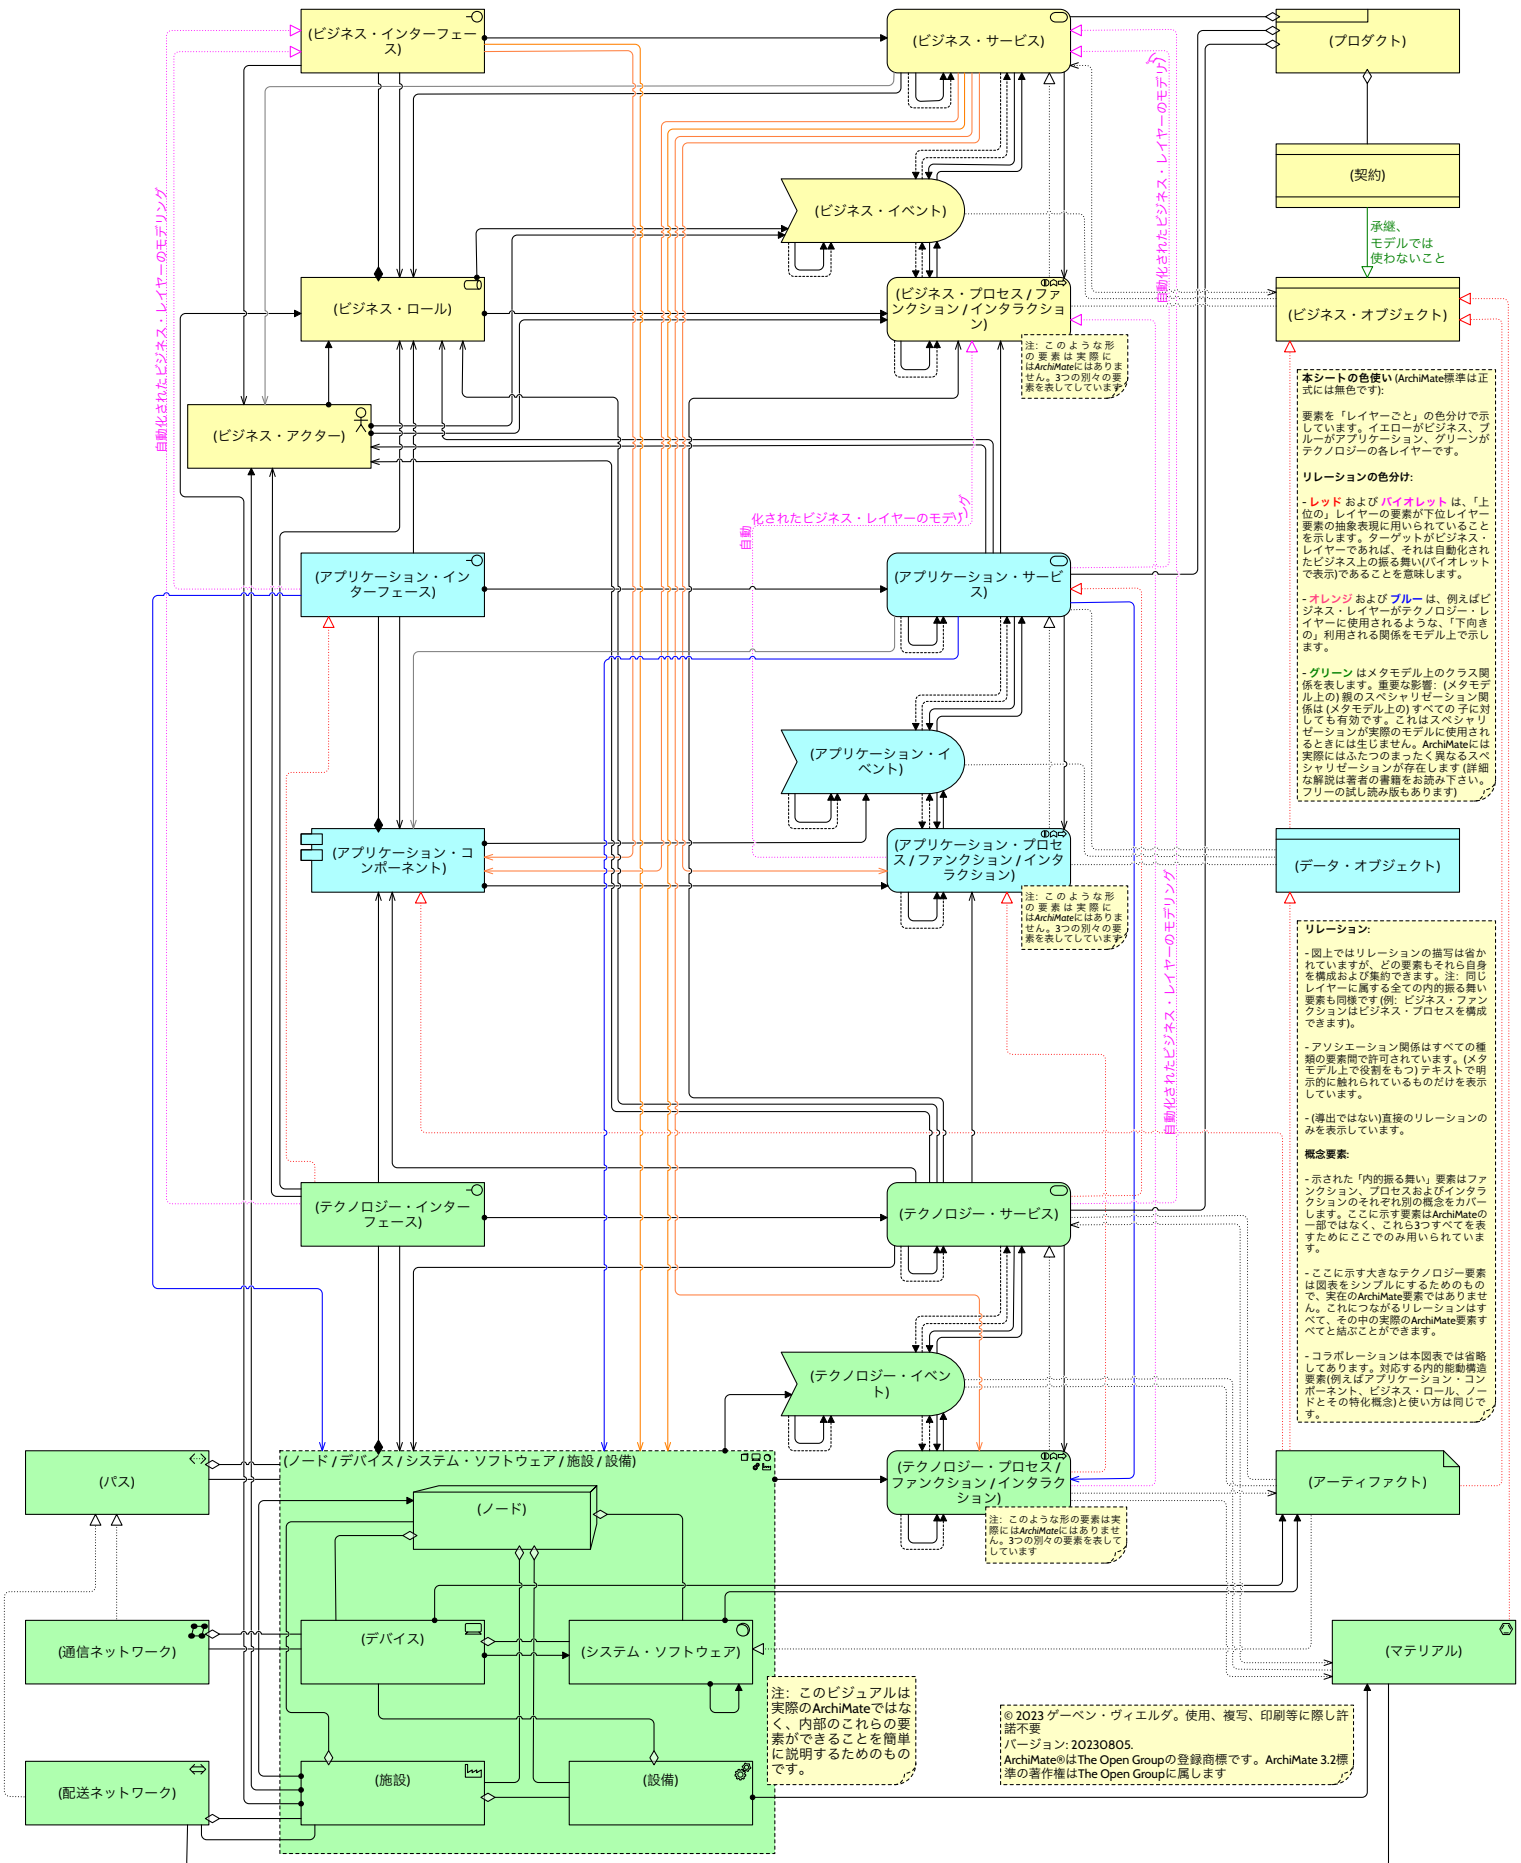 (ビジネス・インターフェー
ス)
(ビジネス・サービス)
(プロダクト)
(契約)
承継、
モデルでは
使わないこと
(ビジネス・イベント)
自動化されたビジネス・レイヤーのモデリング
自動化されたビジネス・レイヤーのモデリング
(ビジネス・ロール)
(ビジネス・プロセス / ファ
ンクション / インタラクショ
ン)
(ビジネス・オブジェクト)
注: このような形
の要素は実際に
はArchiMateにはありま
せん。3つの別々の要
素を表してしています
(ビジネス・アクター)
本シートの色使い (ArchiMate標準は正
式には無色です):
要素を「レイヤーごと」の色分けで示
しています。イエローがビジネス、ブ
ルーがアプリケーション、グリーンが
テクノロジーの各レイヤーです。
リレーションの色分け:
- レッド および バイオレット は、「上
位の」レイヤーの要素が下位レイヤー
要素の抽象表現に用いられていること
を示します。ターゲットがビジネス・
レイヤーであれば、それは自動化され
たビジネス上の振る舞い(バイオレット
で表示)であることを意味します。
- オレンジ および ブルー は、例えばビ
ジネス・レイヤーがテクノロジー・レ
イヤーに使用されるような、「下向き
の」利用される関係をモデル上で示し
ます。
- グリーン はメタモデル上のクラス関
係を表します。重要な影響: (メタモデ
ル上の) 親のスペシャリゼーション関
係は (メタモデル上の) すべての 子に対
しても有効です。これはスペシャリ
ゼーションが実際のモデルに使用され
るときには生じません。ArchiMateには
実際にはふたつのまったく異なるスペ
シャリゼーションが存在します (詳細
な解説は著者の書籍をお読み下さい。
フリーの試し読み版もあります)
自動化されたビジネス・レイヤーのモデリング
(アプリケーション・イン
ターフェース)
(アプリケーション・サービ
ス)
(アプリケーション・イ
ベント)
(アプリケーション・コ
ンポーネント)
(アプリケーション・プロセ
ス / ファンクション / インタ
ラクション)
(データ・オブジェクト)
注: このような形
の要素は実際に
はArchiMateにはありま
せん。3つの別々の要
素を表してしています
自動化されたビジネス・レイヤーのモデリング
リレーション:
- 図上ではリレーションの描写は省か
れていますが、どの要素もそれら自身
を構成および集約できます。注: 同じ
レイヤーに属する全ての内的振る舞い
要素も同様です (例: ビジネス・ファン
クションはビジネス・プロセスを構成
できます)。
- アソシエーション関係はすべての種
類の要素間で許可されています。(メタ
モデル上で役割をもつ) テキストで明
示的に触れられているものだけを表示
しています。
- (導出ではない)直接のリレーションの
みを表示しています。
概念要素:
- 示された「内的振る舞い」要素はファ
ンクション、プロセスおよびインタラ
クションのそれぞれ別の概念をカバー
します。ここに示す要素はArchiMateの
一部ではなく、これら3つすべてを表
すためにここでのみ用いられていま
す。
- ここに示す大きなテクノロジー要素
は図表をシンプルにするためのもの
で、実在のArchiMate要素ではありませ
ん。これにつながるリレーションはす
べて、その中の実際のArchiMate要素す
べてと結ぶことができます。
- コラボレーションは本図表では省略
してあります。対応する内的能動構造
要素(例えばアプリケーション・コン
ポーネント、ビジネス・ロール、ノー
ドとその特化概念)と使い方は同じで
す。
(テクノロジー・インター
フェース)
(テクノロジー・サービス)
(テクノロジー・イベン
ト)
(パス)
(ノード / デバイス / システム・ソフトウェア / 施設 / 設備)
(テクノロジー・プロセス /
ファンクション / インタラク
ション)
(アーティファクト)
(ノード)
注: このような形の要素は実
際にはArchiMateにはありませ
ん。3つの別々の要素を表して
しています
(通信ネットワーク)
(デバイス)
(システム・ソフトウェア)
(マテリアル)
注: このビジュアルは
実際のArchiMateではな
く、内部のこれらの要
素ができることを簡単
に説明するためのもの
です。
© 2023 ゲーベン・ヴィエルダ。使用、複写、印刷等に際し許
諾不要
バージョン: 20230805.
ArchiMate®はThe Open Groupの登録商標です。ArchiMate 3.2標
準の著作権はThe Open Groupに属します
(配送ネットワーク)
(施設)
(設備)